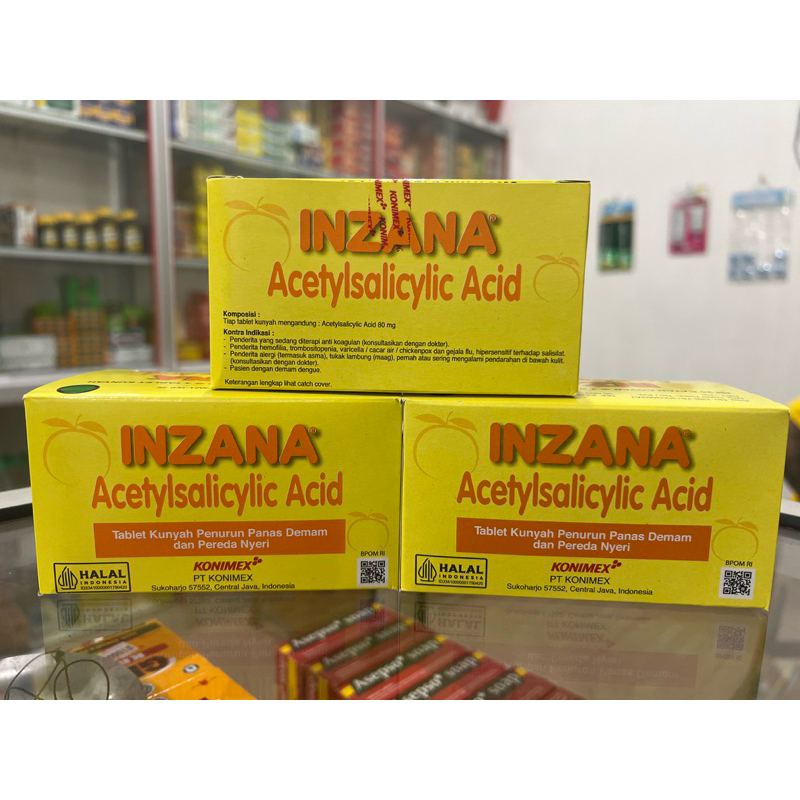 KONIMEX
KONIMEX
INZANA®
Acetylsalicylic Acid
Komposisi :
Tiap tablet kunyah mengandung : Acetylsalicylic Acid 80 mg
Kontra Indikasi :
- Penderita yang sedang diterapi anti koagulan (konsultasikan dengan dokter).
- Penderita hemofilia, trombositopenia, varicella / cacar air / chickenpox dan gejala flu, hipersensitif terhadap salisilat.
- Penderita alergi (termasuk asma), tukak lambung (maag), pernah atau sering mengalami pendarahan di bawah kulit.
(konsultasikan dengan dokter).
- Pasien dengan demam dengue.
Keterangan lengkap lihat catch cover.
INZANA®
Acetylsalicylic Acid
Tablet Kunyah Penurun Panas Demam
dan Pereda Nyeri
HALAL
INDONESIA
KONIMEX
PT KONIMEX
Sukoharjo 57552, Central Java, Indonesia
BPOM RI
INZANA®
Acetylsalicylic Acid
Tablet Kunyah Penurun Panas Demam
dan Pereda Nyeri
HALAL
INDONESIA
KONIMEX
PT KONIMEX
Sukoharjo 57552, Central Java, Indonesia
BPOM RI
Asepso soap
Asepso soap